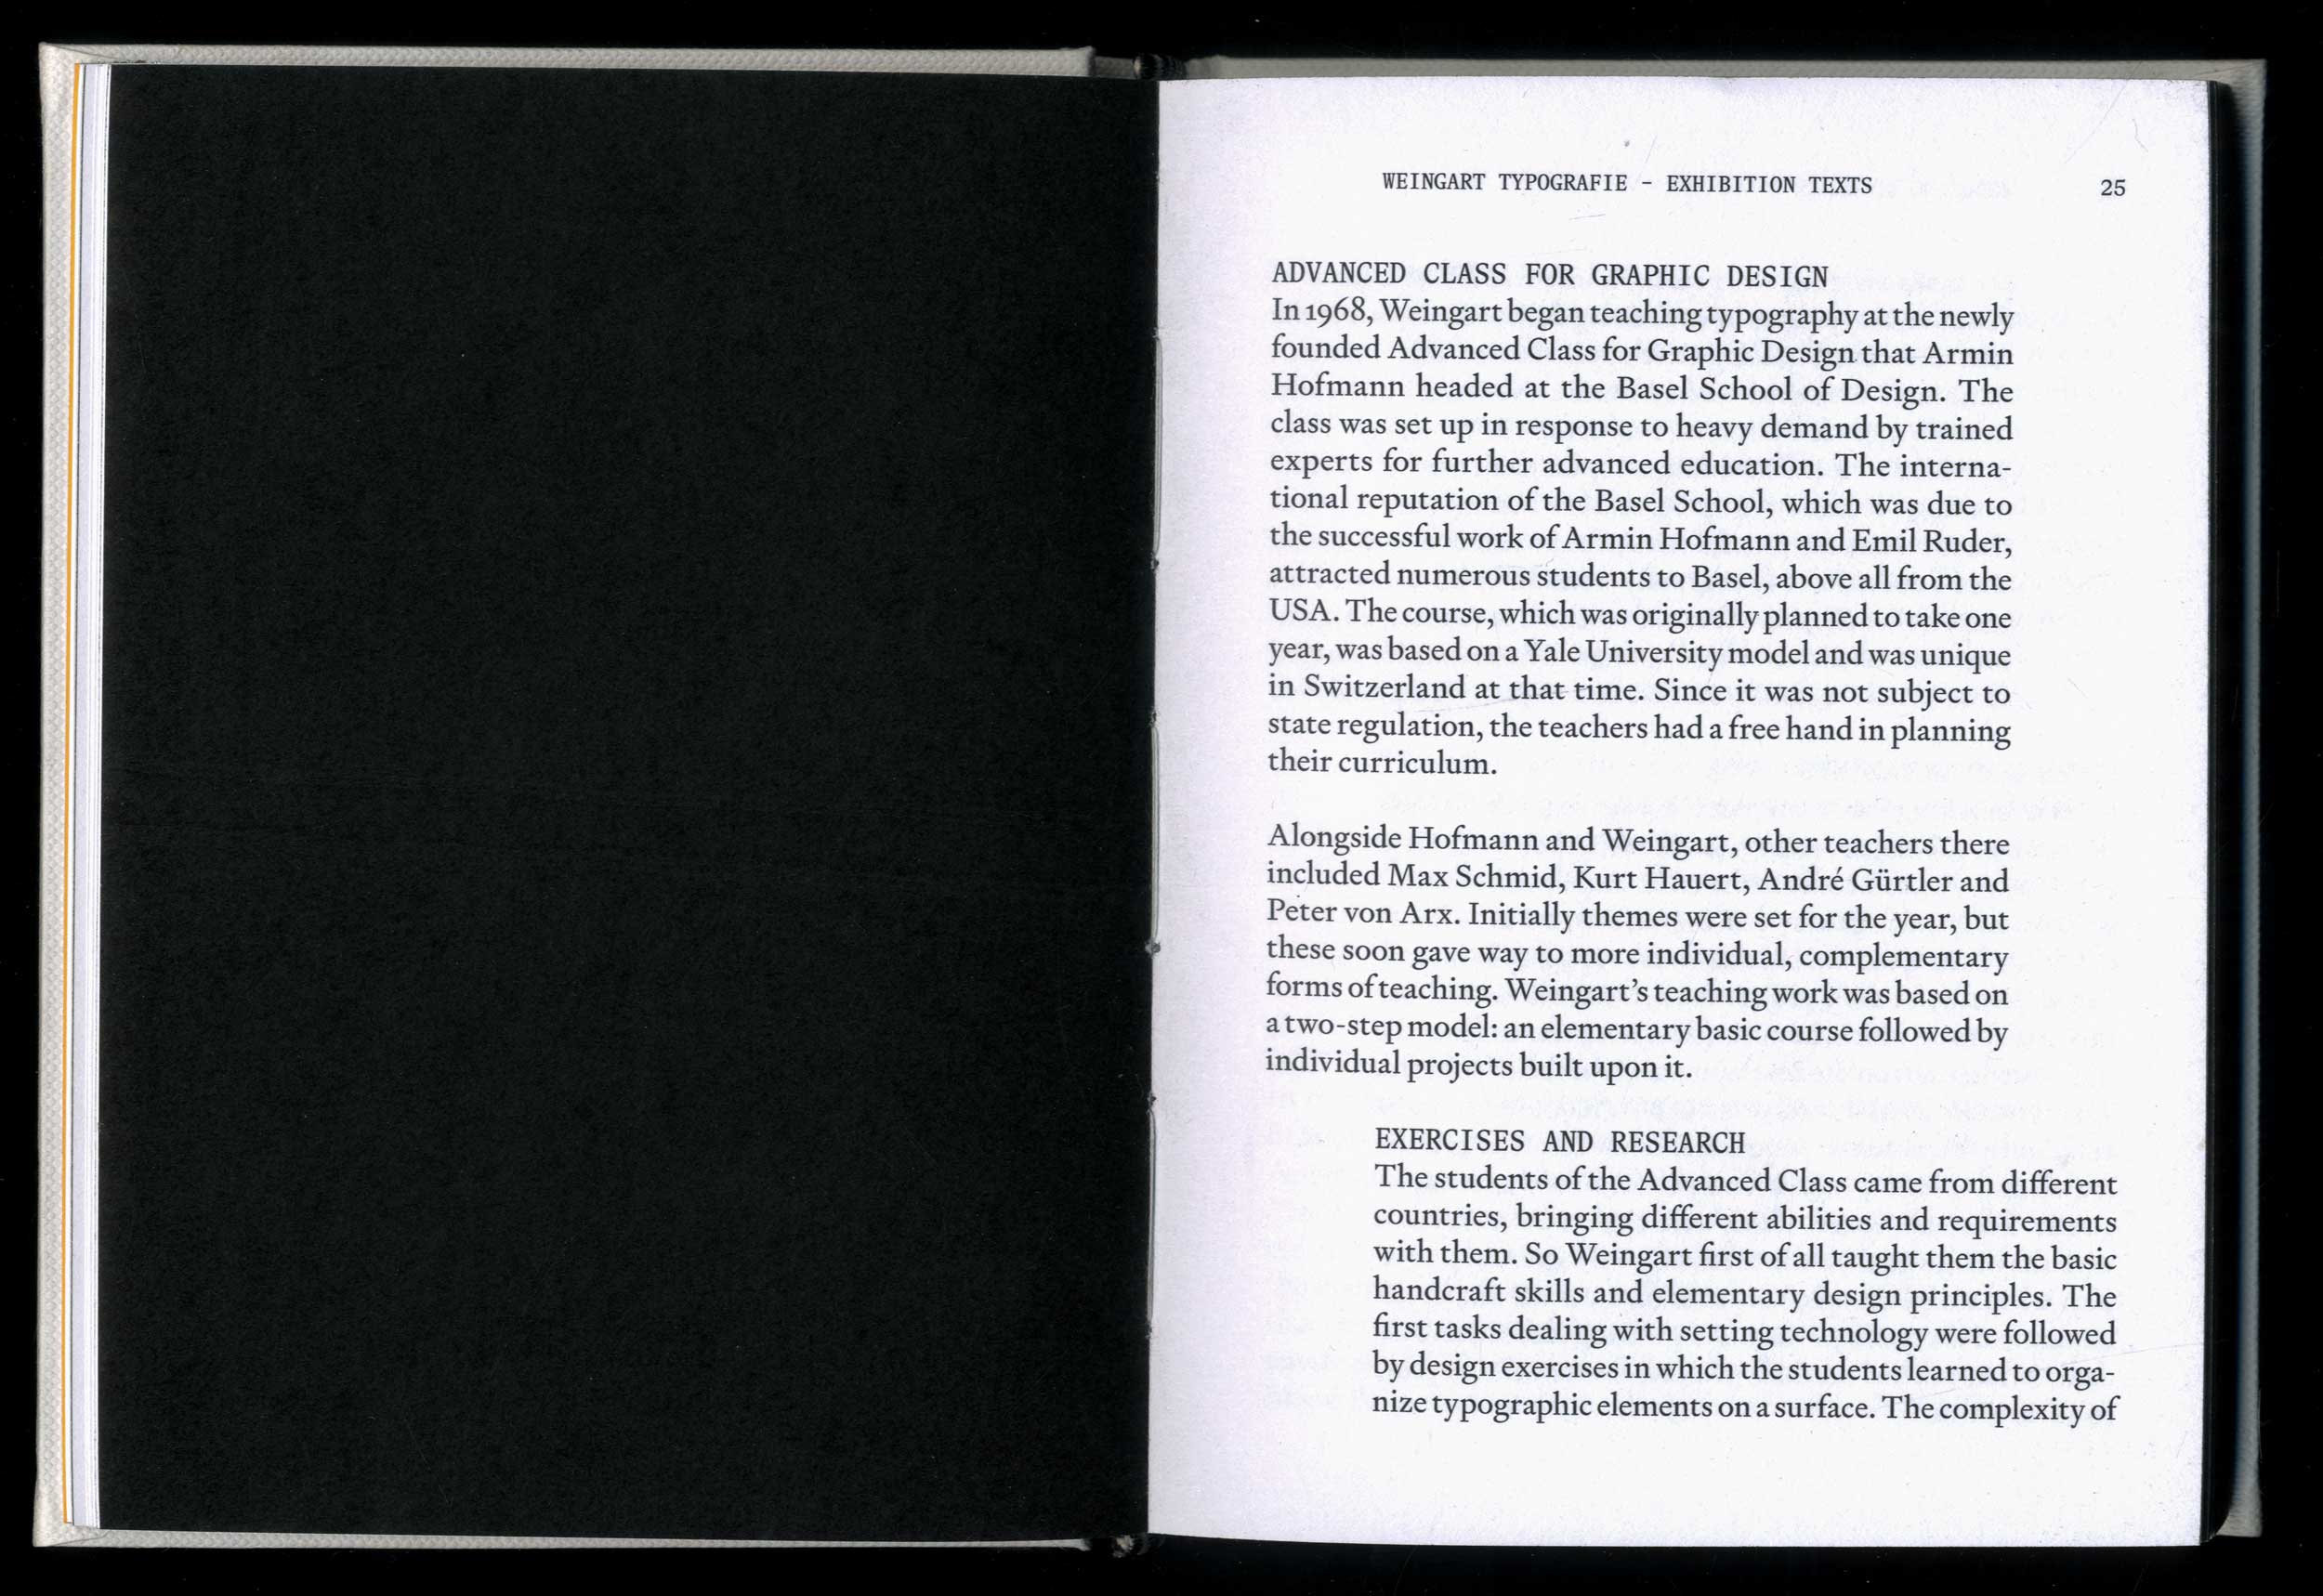 WEINGART TYPOGRAFIE – EXHIBITION TEXTS
25
ADVANCED CLASS FOR GRAPHIC DESIGN
In 1968, Weingart began teaching typography at the newly
founded Advanced Class for Graphic Design that Armin
Hofmann headed at the Basel School of Design. The
class was set up in response to heavy demand by trained
experts for further advanced education. The interna-
tional reputation of the Basel School, which was due to
the successful work of Armin Hofmann and Emil Ruder,
attracted numerous students to Basel, above all from the
USA. The course, which was originally planned to take one
year, was based on a Yale University model and was unique
in Switzerland at that time. Since it was not subject to
state regulation, the teachers had a free hand in planning
their curriculum.
Alongside Hofmann and Weingart, other teachers there
included Max Schmid, Kurt Hauert, André Gürtler and
Peter von Arx. Initially themes were set for the year, but
these soon gave way to more individual, complementary
forms of teaching. Weingart’s teaching work was based on
a two-step model: an elementary basic course followed by
individual projects built upon it.
EXERCISES AND RESEARCH
The students of the Advanced Class came from different
countries, bringing different abilities and requirements
with them. So Weingart first of all taught them the basic
handcraft skills and elementary design principles. The
first tasks dealing with setting technology were followed
by design exercises in which the students learned to orga-
nize typographic elements on a surface. The complexity of